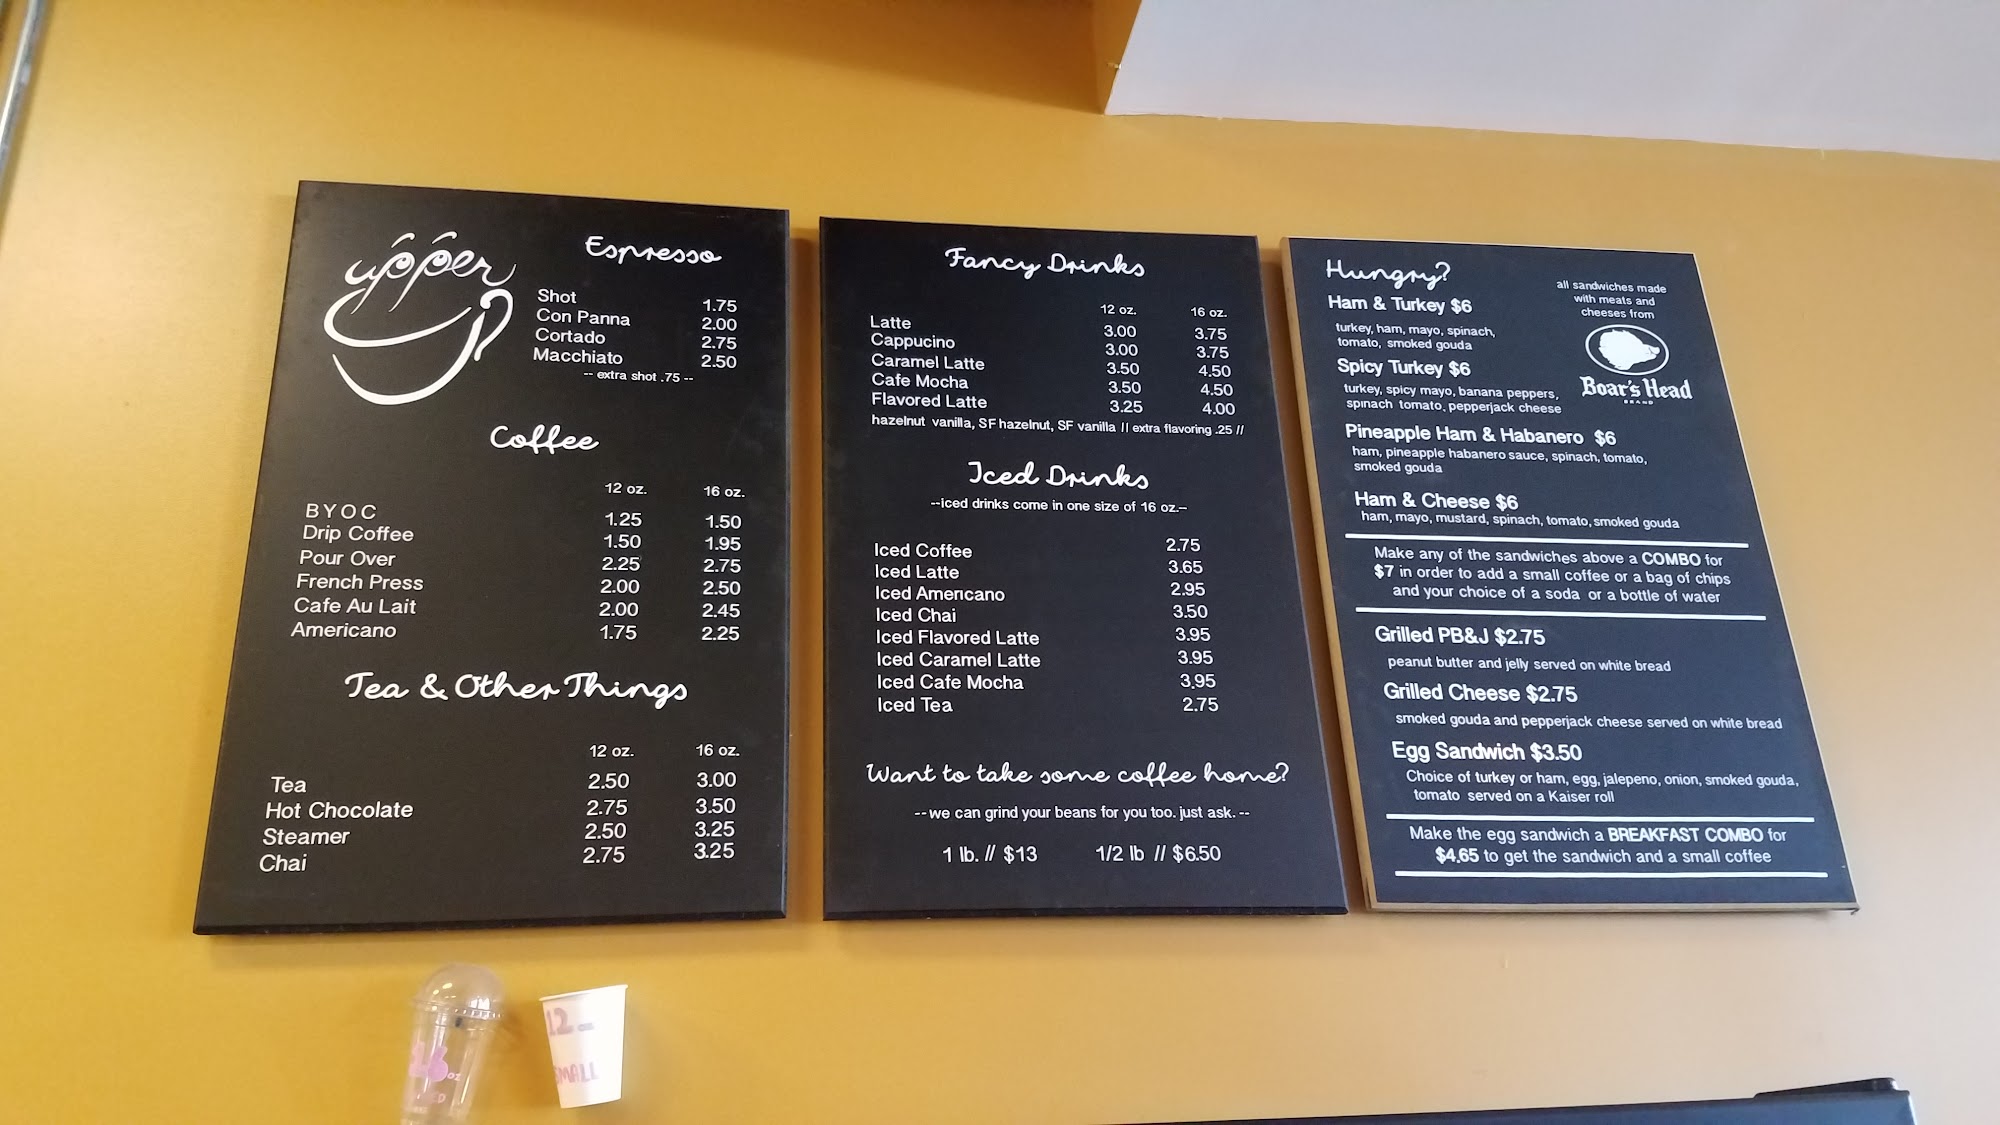 upper
Espresso
Shot 1.75
Con Panna 2.00
Cortado 2.75
Macchiato 2.50
-- extra shot .75 --
Coffee
12 oz. 16 oz.
B Y O C 1.25 1.50
Drip Coffee 1.50 1.95
Pour Over 2.25 2.75
French Press 2.00 2.50
Cafe Au Lait 2.00 2.45
Americano 1.75 2.25
Tea & Other Things
12 oz. 16 oz.
Tea 2.50 3.00
Hot Chocolate 2.75 3.50
Steamer 2.50 3.25
Chai 2.75 3.25
Fancy Drinks
12 oz. 16 oz.
Latte 3.00 3.75
Cappucino 3.00 3.75
Caramel Latte 3.50 4.50
Cafe Mocha 3.50 4.50
Flavored Latte 3.25 4.00
hazelnut vanilla, SF hazelnut, SF vanilla // extra flavoring .25 //
Iced Drinks
--Iced drinks come in one size of 16 oz.--
Iced Coffee 2.75
Iced Latte 3.65
Iced Americano 2.95
Iced Chai 3.50
Iced Flavored Latte 3.95
Iced Caramel Latte 3.95
Iced Cafe Mocha 3.95
Iced Tea 2.75
Want to take some coffee home?
-- we can grind your beans for you too. just ask. --
1 lb. // $13 1/2 lb // $6.50
Hungry?
all sandwiches made
with meats and
cheeses from
Boar's Head
BRAND
Ham & Turkey $6
turkey, ham, mayo, spinach,
tomato, smoked gouda
Spicy Turkey $6
turkey, spicy mayo, banana peppers,
spinach tomato, pepperjack cheese
Pineapple Ham & Habanero $6
ham, pineapple habanero sauce, spinach, tomato,
smoked gouda
Ham & Cheese $6
ham, mayo, mustard, spinach, tomato, smoked gouda
Make any of the sandwiches above a COMBO for
$7 in order to add a small coffee or a bag of chips
and your choice of a soda or a bottle of water
Grilled PB&J $2.75
peanut butter and jelly served on white bread
Grilled Cheese $2.75
smoked gouda and pepperjack cheese served on white bread
Egg Sandwich $3.50
Choice of turkey or ham, egg, jalepeno, onion, smoked gouda,
tomato served on a Kaiser roll
Make the egg sandwich a BREAKFAST COMBO for
$4.65 to get the sandwich and a small coffee
16 oz
12
SMALL